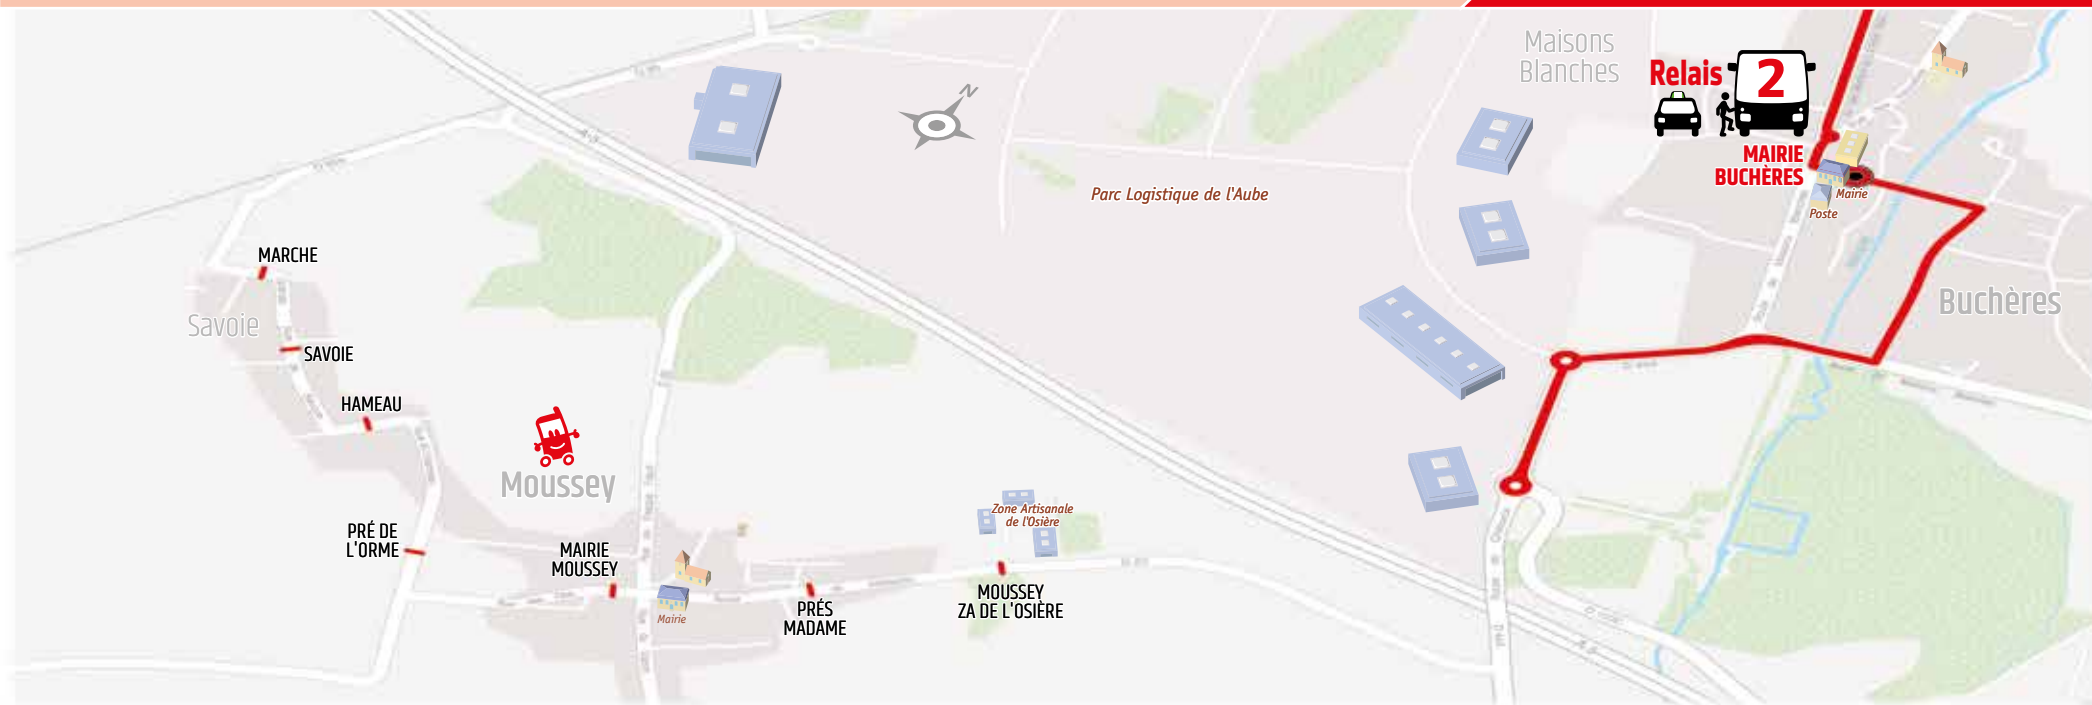 Maisons
Blanches
Relais
2
MAIRIE
BUCHÈRES
Mairie
Poste
N
Parc Logistique de l'Aube
MARCHE
Savoie
SAVOIE
HAMEAU
Buchères
Moussey
PRÉ DE
L'ORME
MAIRIE
MOUSSEY
Mairie
PRÉS
MADAME
Zone Artisanale
de l'Osière
MOUSSEY
ZA DE L'OSIÈRE